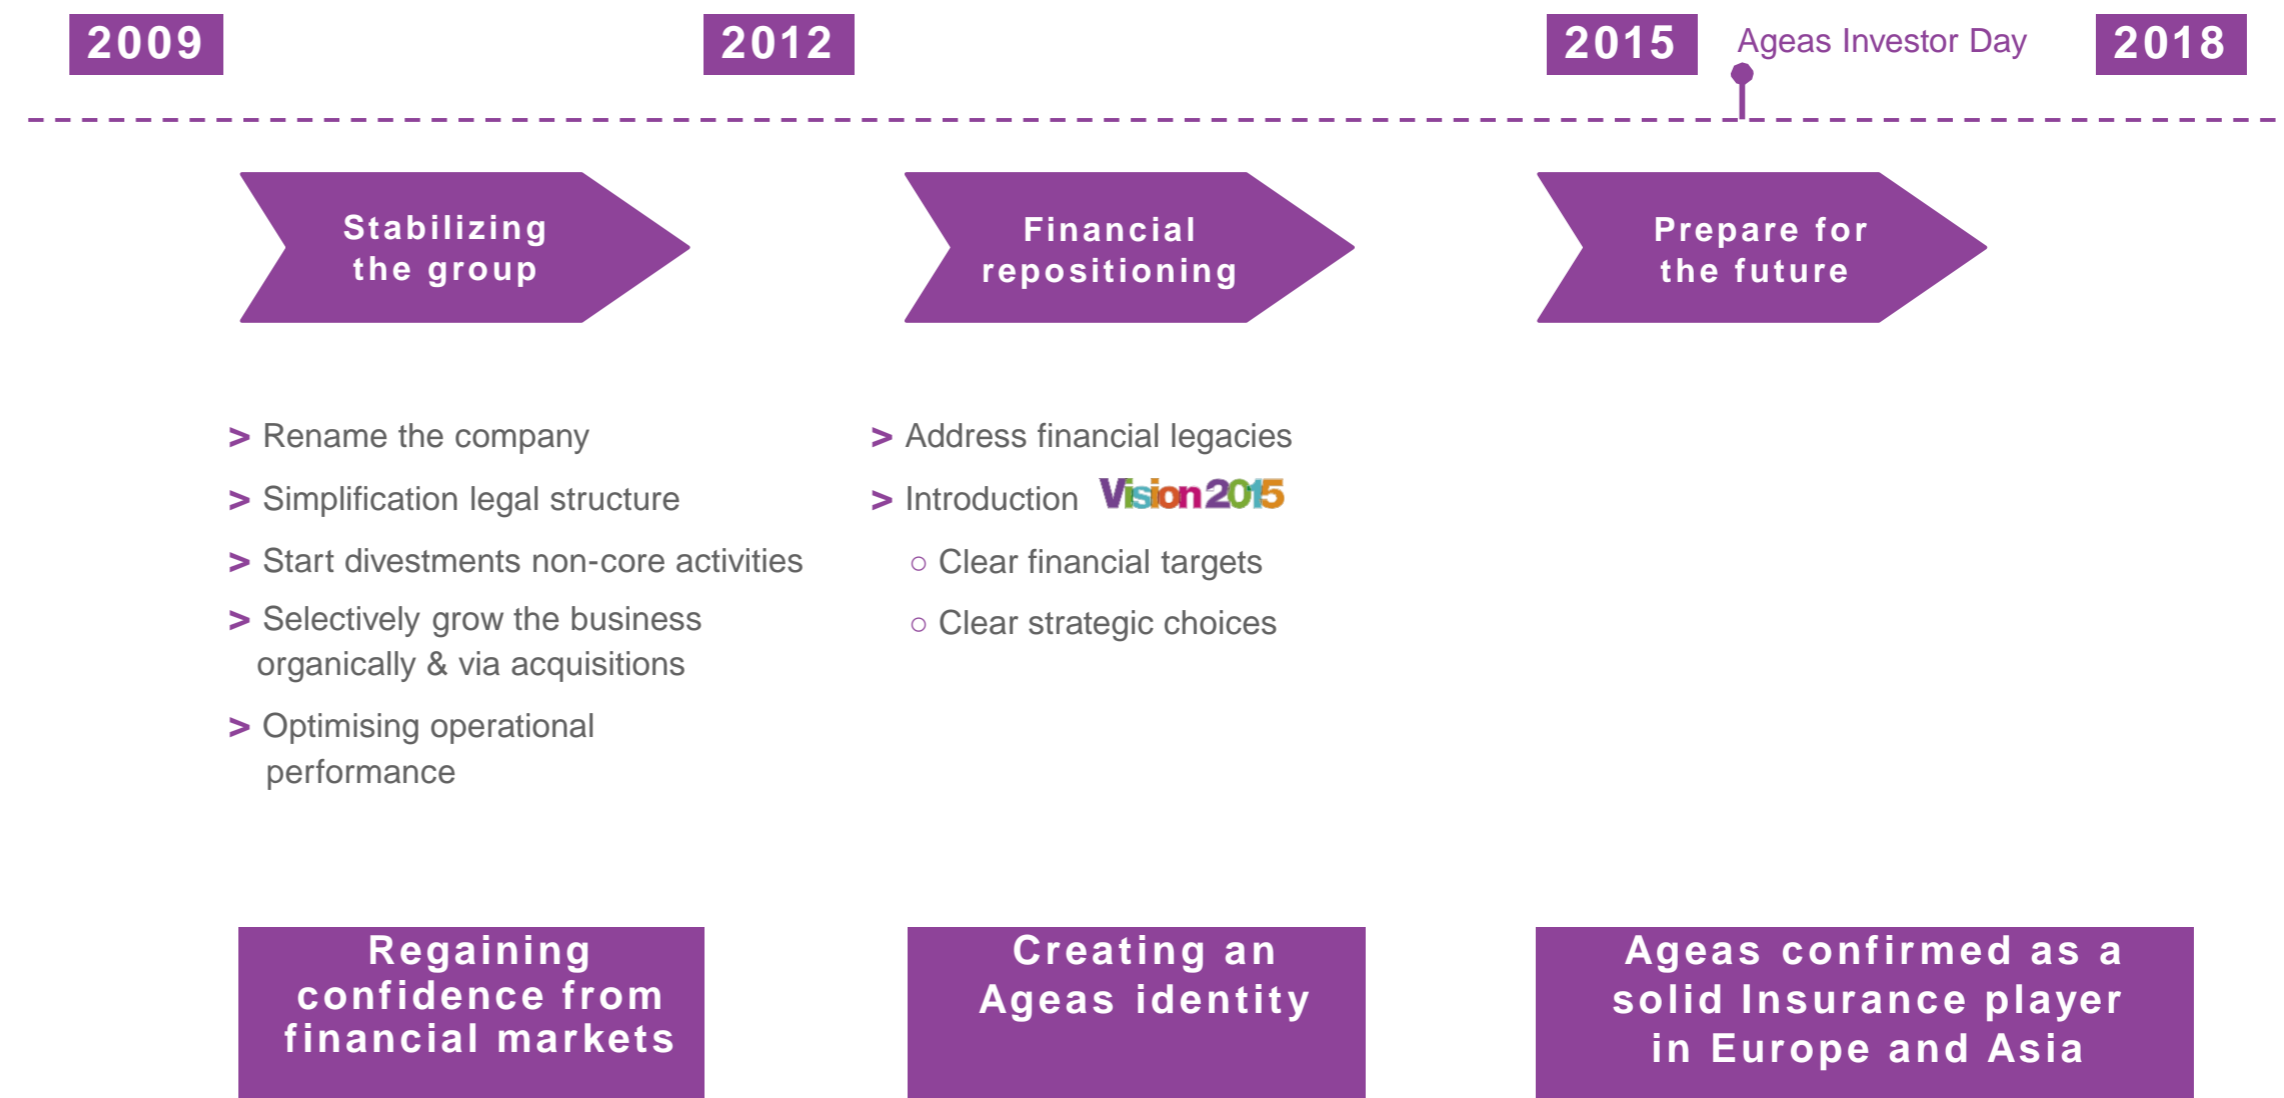 2009
2012
2015
Ageas Investor Day
2018
Stabilizing
the group
Financial
repositioning
Prepare for
the future
> Rename the company
> Simplification legal structure
> Start divestments non-core activities
> Selectively grow the business
organically & via acquisitions
> Optimising operational
performance
> Address financial legacies
> Introduction Vision 2015
○ Clear financial targets
○ Clear strategic choices
Regaining
confidence from
financial markets
Creating an
Ageas identity
Ageas confirmed as a
solid Insurance player
in Europe and Asia